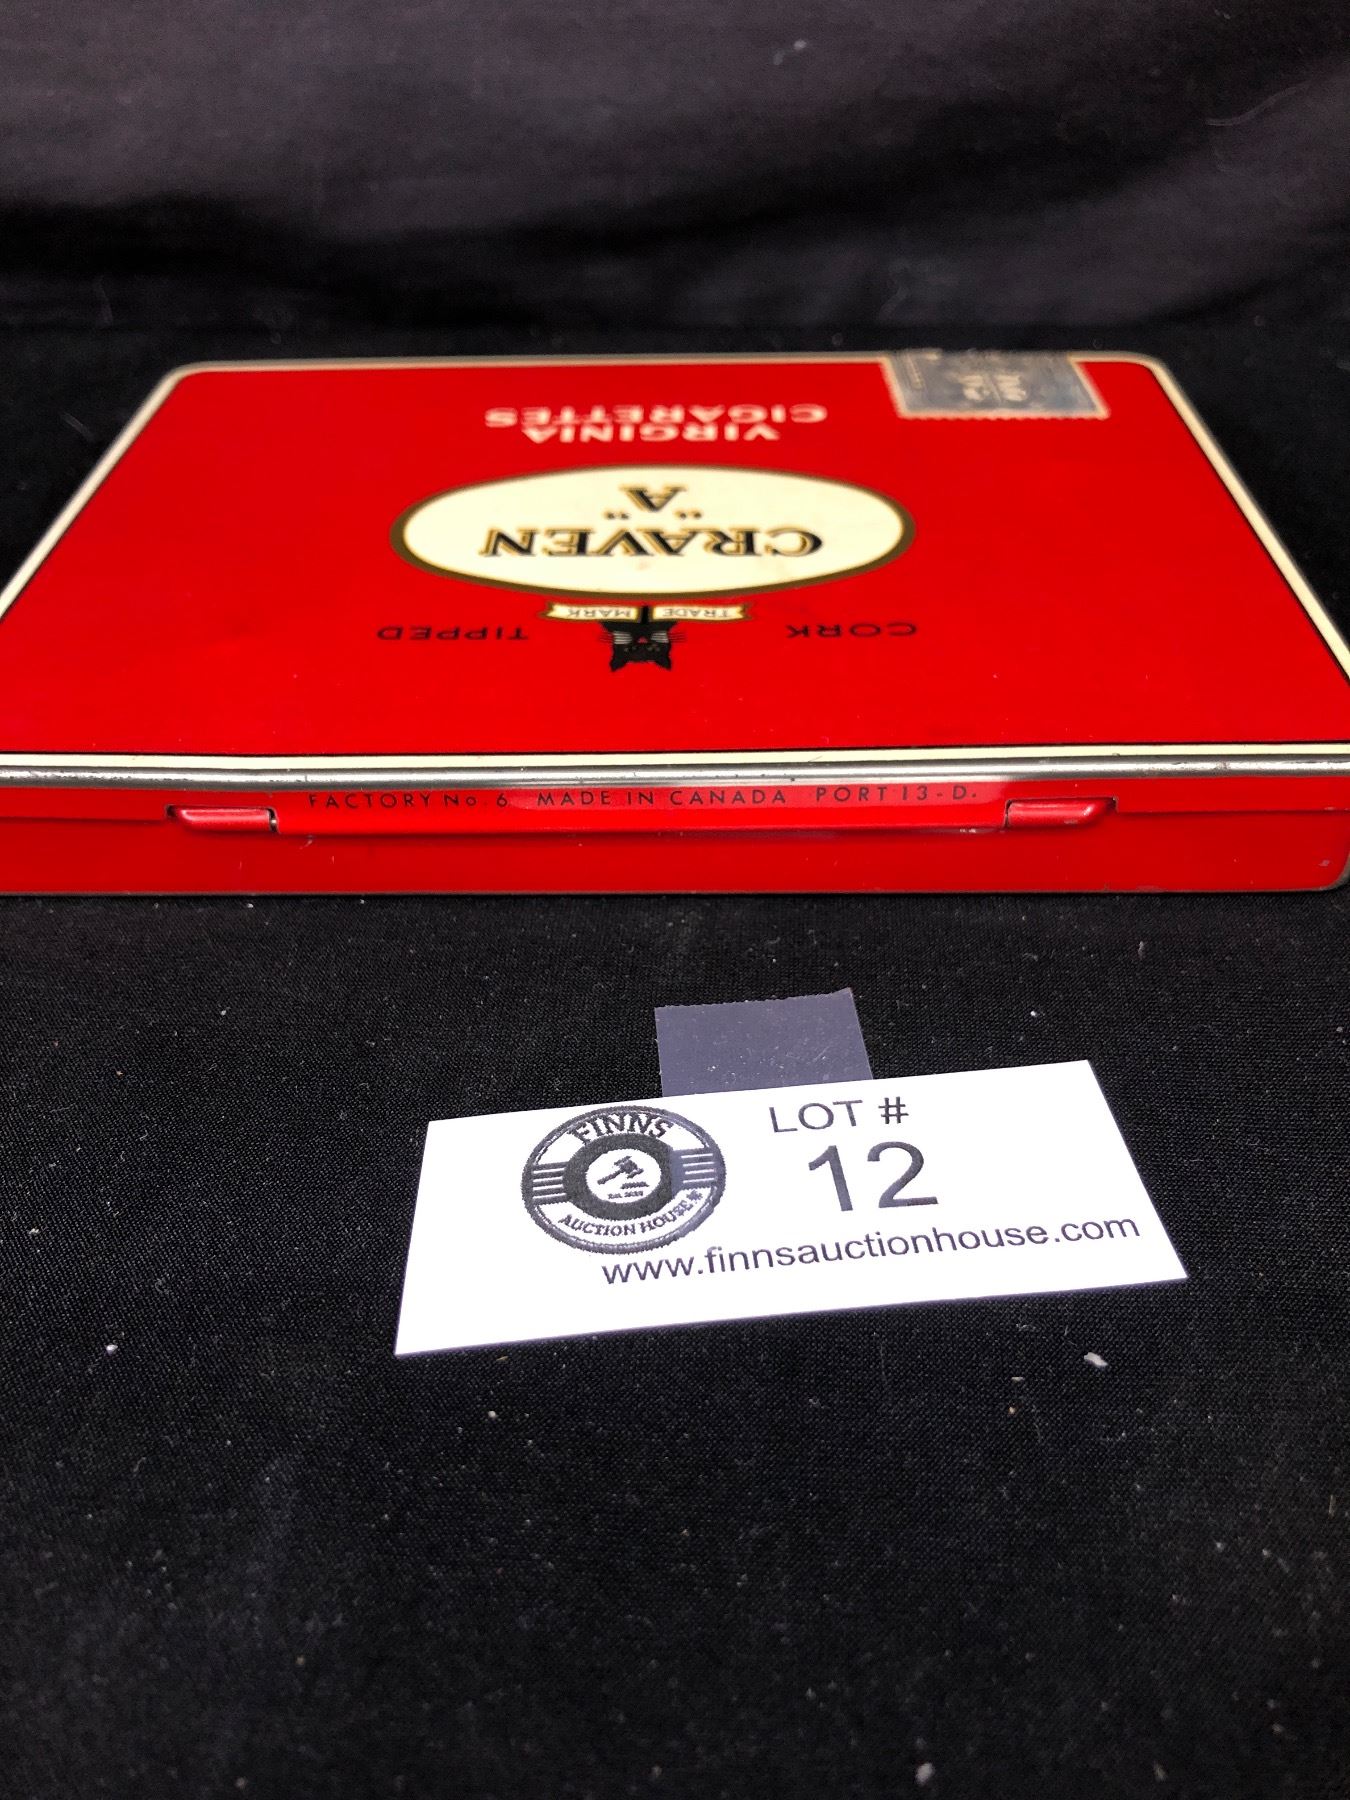 CORK TIPPED
TRADE MARK
CRAVEN
"A"
VIRGINIA
CIGARETTES
FACTORY No. 6 MADE IN CANADA PORT 13-D.
FINNS
AUCTION HOUSE
LOT #
12
www.finnsauctionhouse.com